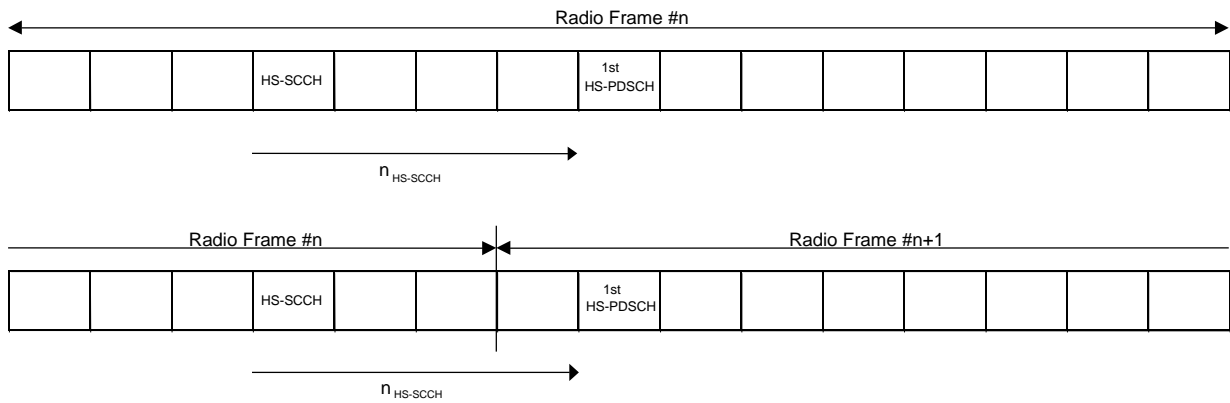 Radio Frame #n
HS-SCCH
1st
HS-PDSCH
n HS-SCCH
Radio Frame #n
Radio Frame #n+1
HS-SCCH
1st
HS-PDSCH
n HS-SCCH